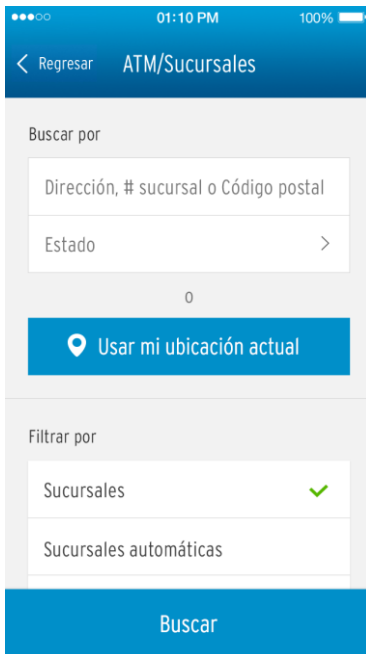 01:10 PM
100%
Regresar
ATM/Sucursales
Buscar por
Dirección, # sucursal o Código postal
Estado
O
Usar mi ubicación actual
Filtrar por
Sucursales
Sucursales automáticas
Buscar